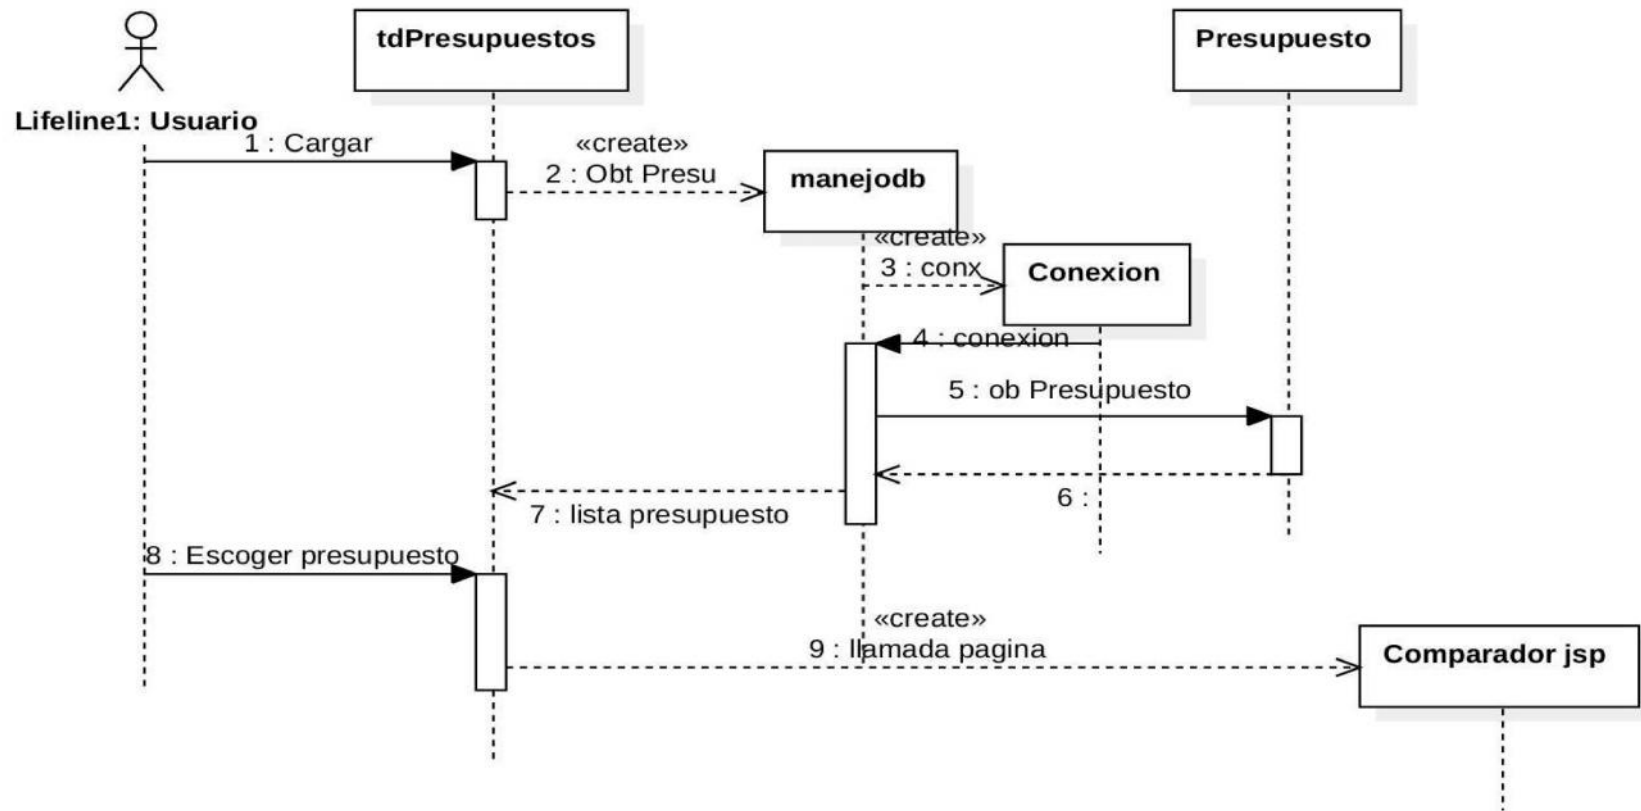 tdPresupuestos
Presupuesto
Lifeline1: Usuario
1 : Cargar
«create»
2 : Obt Presu
manejodb
«create»
3 : conx
Conexion
4 : conexion
5 : ob Presupuesto
6 :
7 : lista presupuesto
8 : Escoger presupuesto
«create»
9 : llamada pagina
Comparador jsp